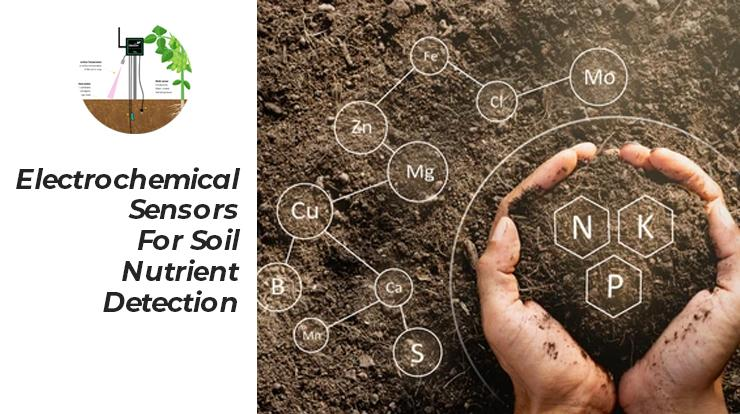 Electrochemical
Sensors
For Soil
Nutrient
Detection
Fe
Mo
cl
Zn
Mg
Cu
N
K
B
Ca
P
Mn
S